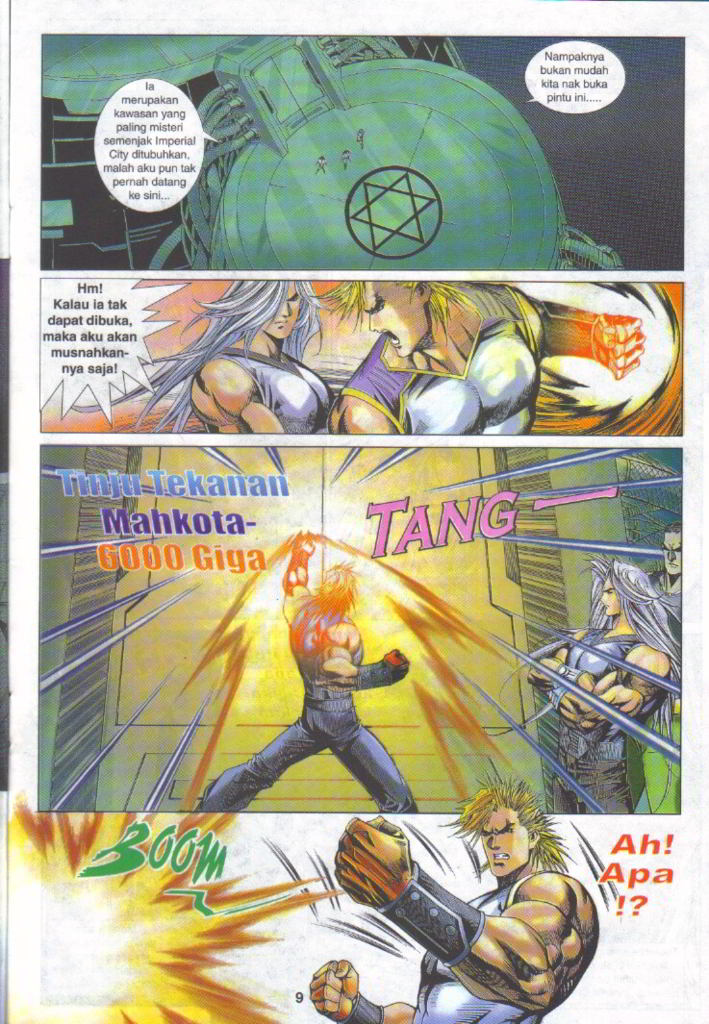 Ia
merupakan
kawasan yang
paling misteri
semenjak Imperial
City ditubuhkan,
malah aku pun tak
pernah datang
ke sini...
Nampaknya
bukan mudah
kita nak buka
pintu ini.....
Hm!
Kalau ia tak
dapat dibuka,
maka aku akan
musnahkan-
nya saja!
Tinju Tekanan
Mahkota-
6000 Giga
TANG—
BOOM
Ah!
Apa
!?
9